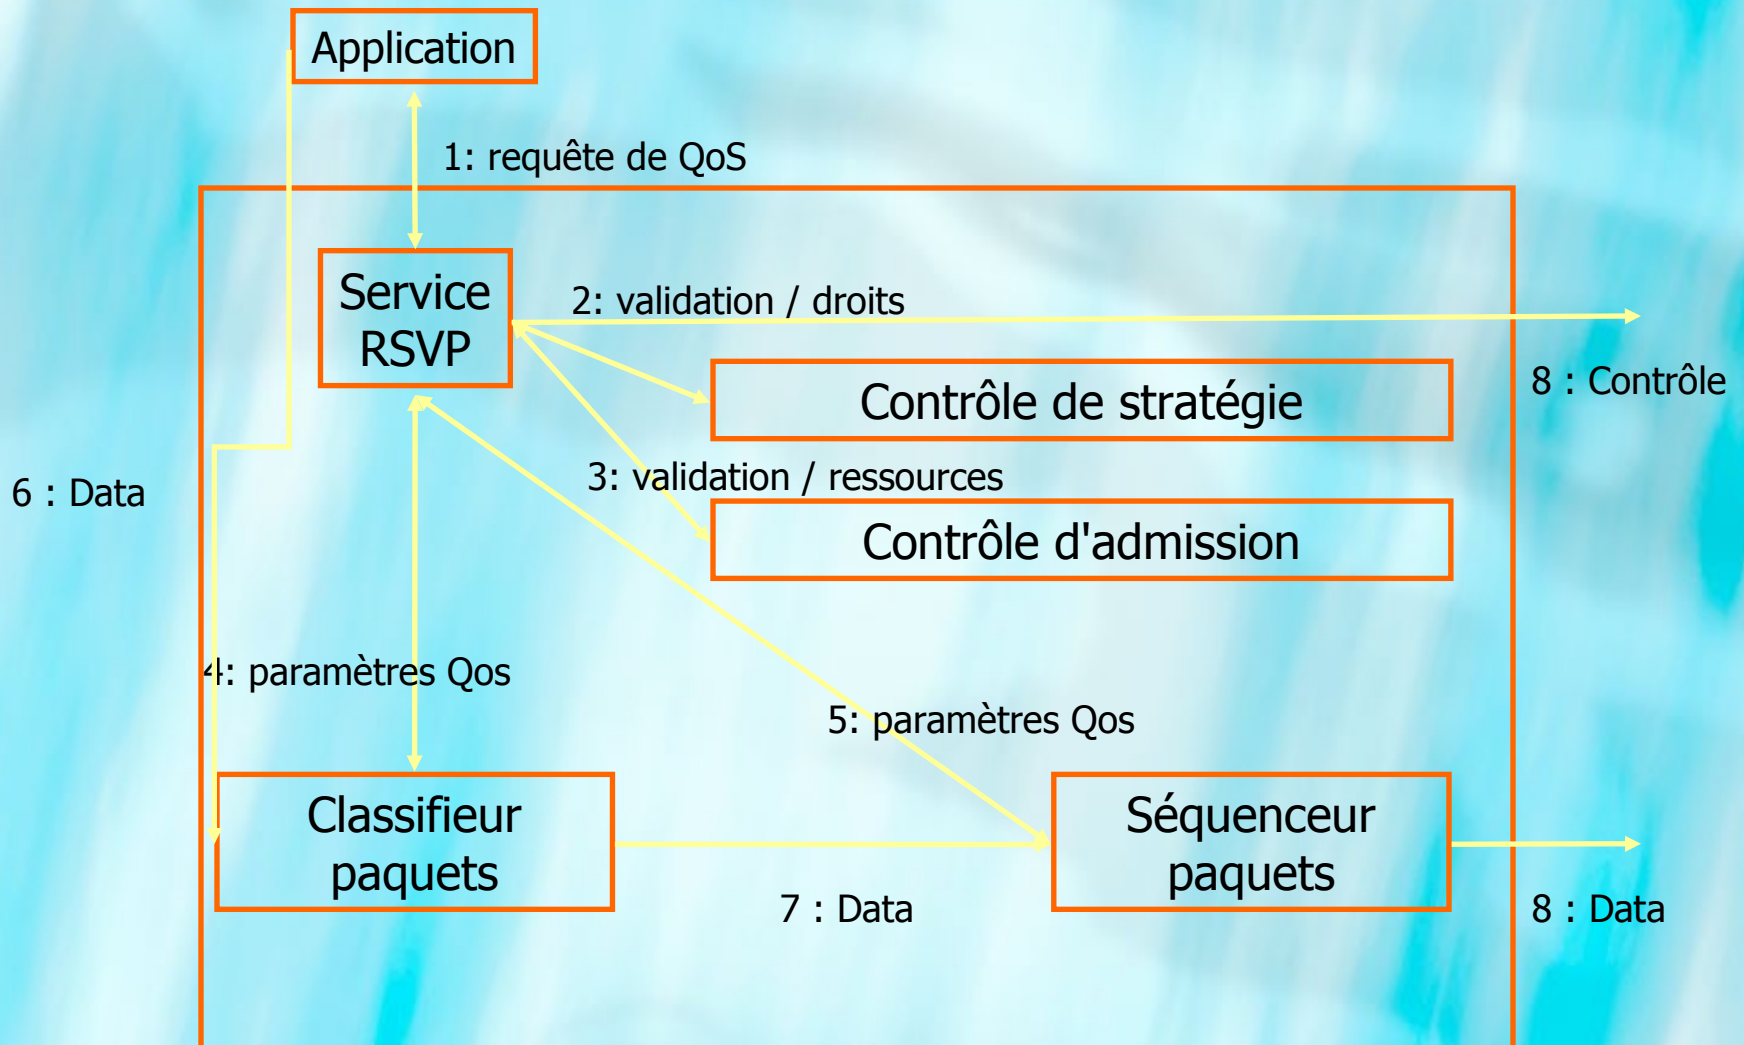 Application
1: requête de QoS
Service
RSVP
2: validation / droits
8 : Contrôle
Contrôle de stratégie
3: validation / ressources
6 : Data
Contrôle d'admission
4: paramètres Qos
5: paramètres Qos
Classifieur
paquets
Séquenceur
paquets
7 : Data
8 : Data